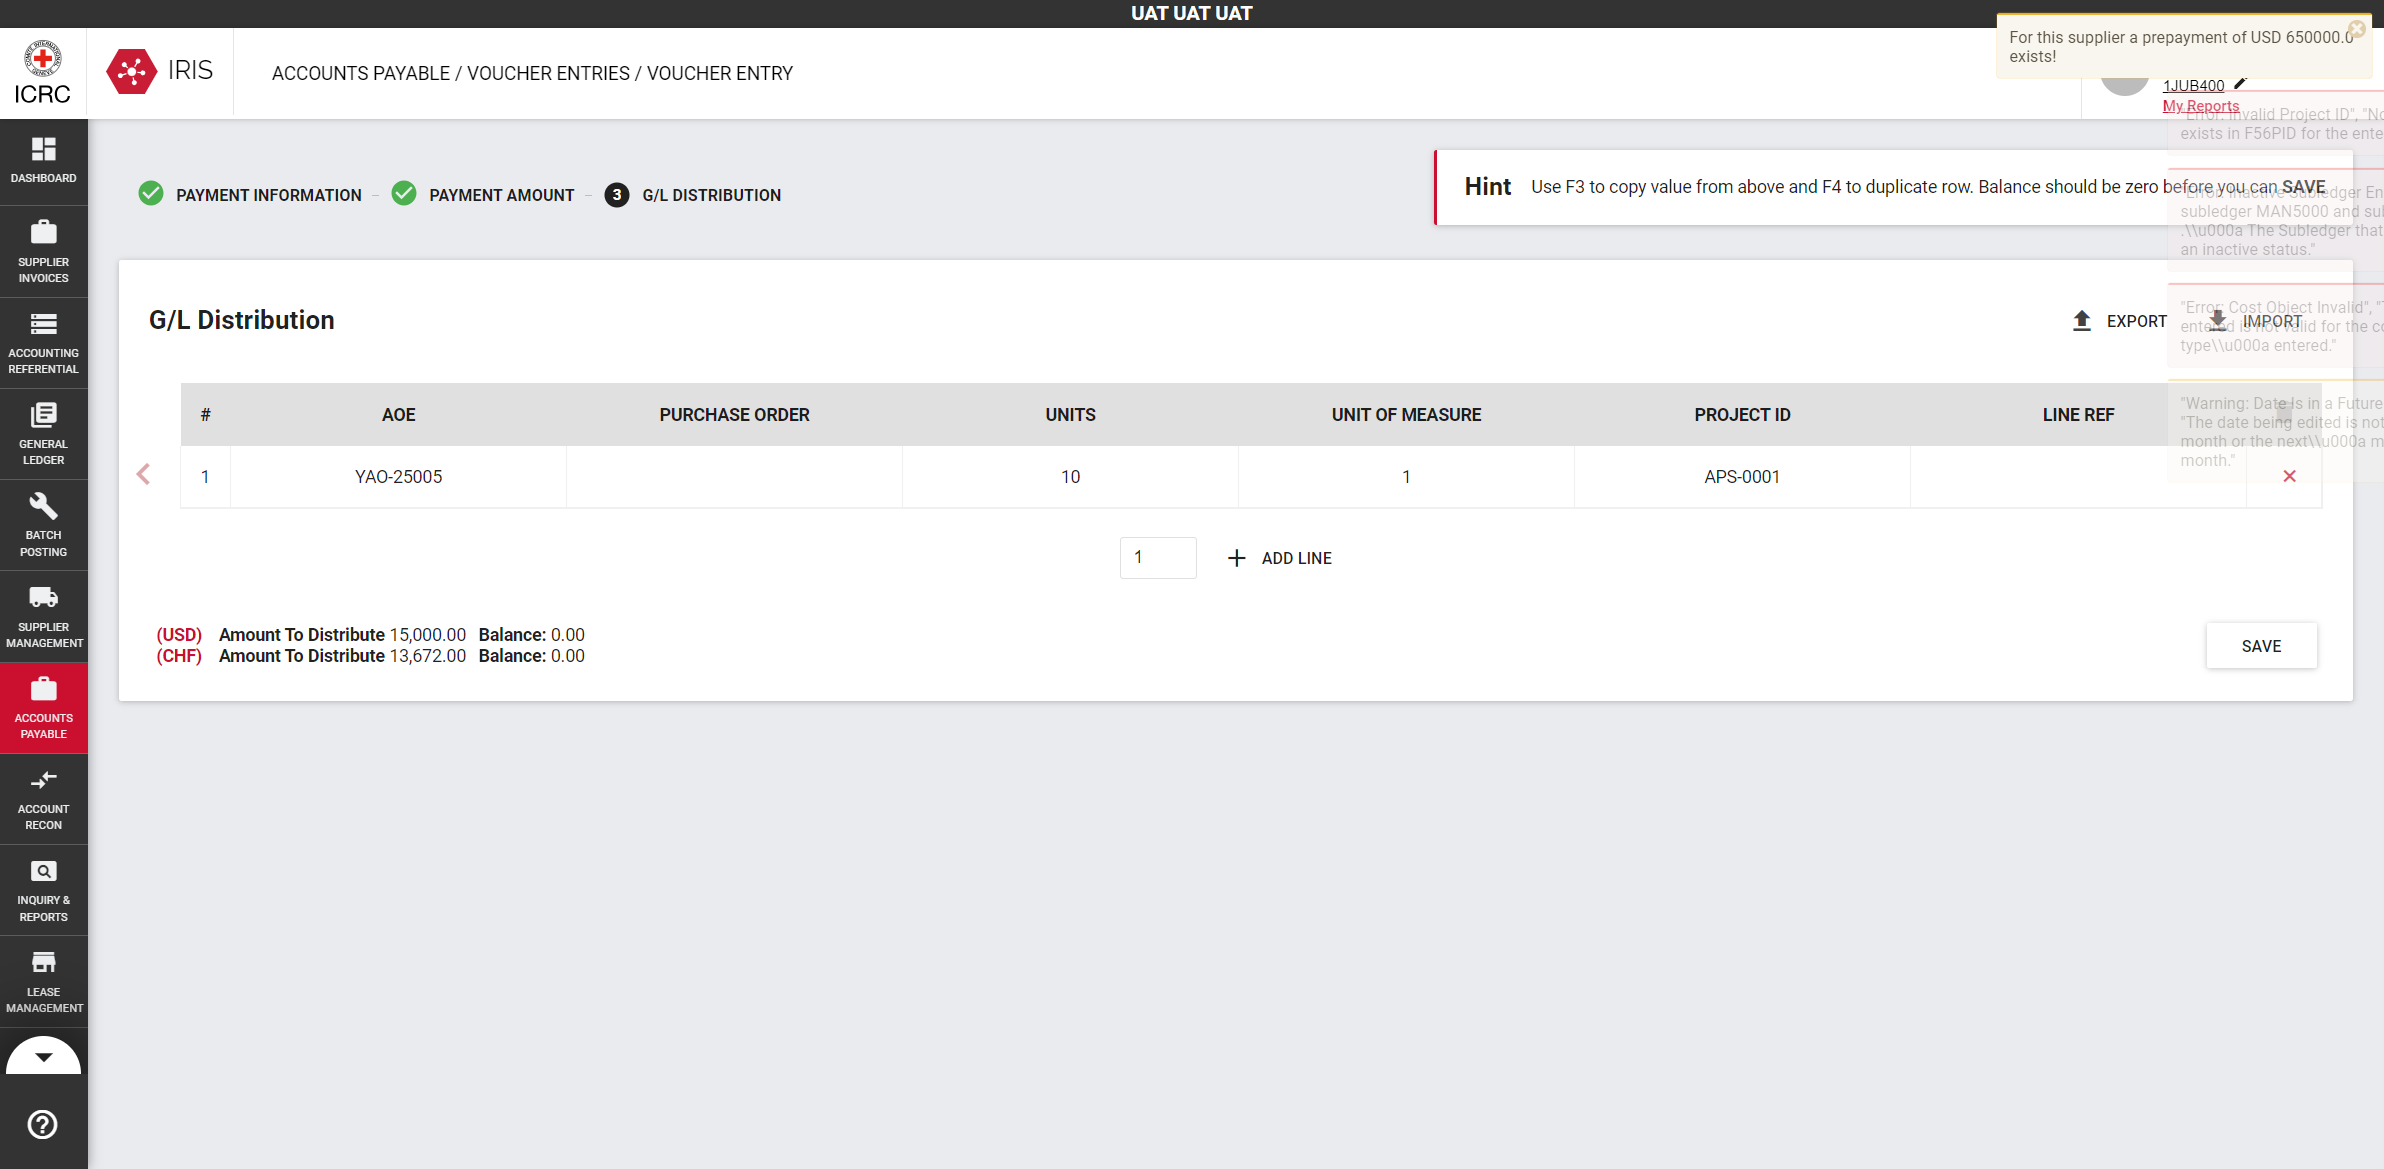 UAT UAT UAT
ICRC
IRIS
ACCOUNTS PAYABLE / VOUCHER ENTRIES / VOUCHER ENTRY
For this supplier a prepayment of USD 650000.0
exists!
1JUB400
My Reports
"Error: Invalid Project ID", "No
exists in F56PID for the ente
DASHBOARD
SUPPLIER
INVOICES
ACCOUNTING
REFERENTIAL
GENERAL
LEDGER
BATCH
POSTING
SUPPLIER
MANAGEMENT
ACCOUNTS
PAYABLE
ACCOUNT
RECON
INQUIRY &
REPORTS
LEASE
MANAGEMENT
PAYMENT INFORMATION
PAYMENT AMOUNT
3 G/L DISTRIBUTION
Hint Use F3 to copy value from above and F4 to duplicate row. Balance should be zero before you can SAVE
"Error: Inactive Subledger En
subledger MAN5000 and sub
.\\u000a The Subledger that
an inactive status."
G/L Distribution
EXPORT
IMPORT
"Error: Cost Object Invalid", "T
entered is not valid for the co
type\\u000a entered."
# AOE PURCHASE ORDER UNITS UNIT OF MEASURE PROJECT ID LINE REF
1 YAO-25005 10 1 APS-0001
"Warning: Date Is in a Future
"The date being edited is not
month or the next\\u000a m
month."
1 ADD LINE
(USD) Amount To Distribute 15,000.00 Balance: 0.00
(CHF) Amount To Distribute 13,672.00 Balance: 0.00
SAVE